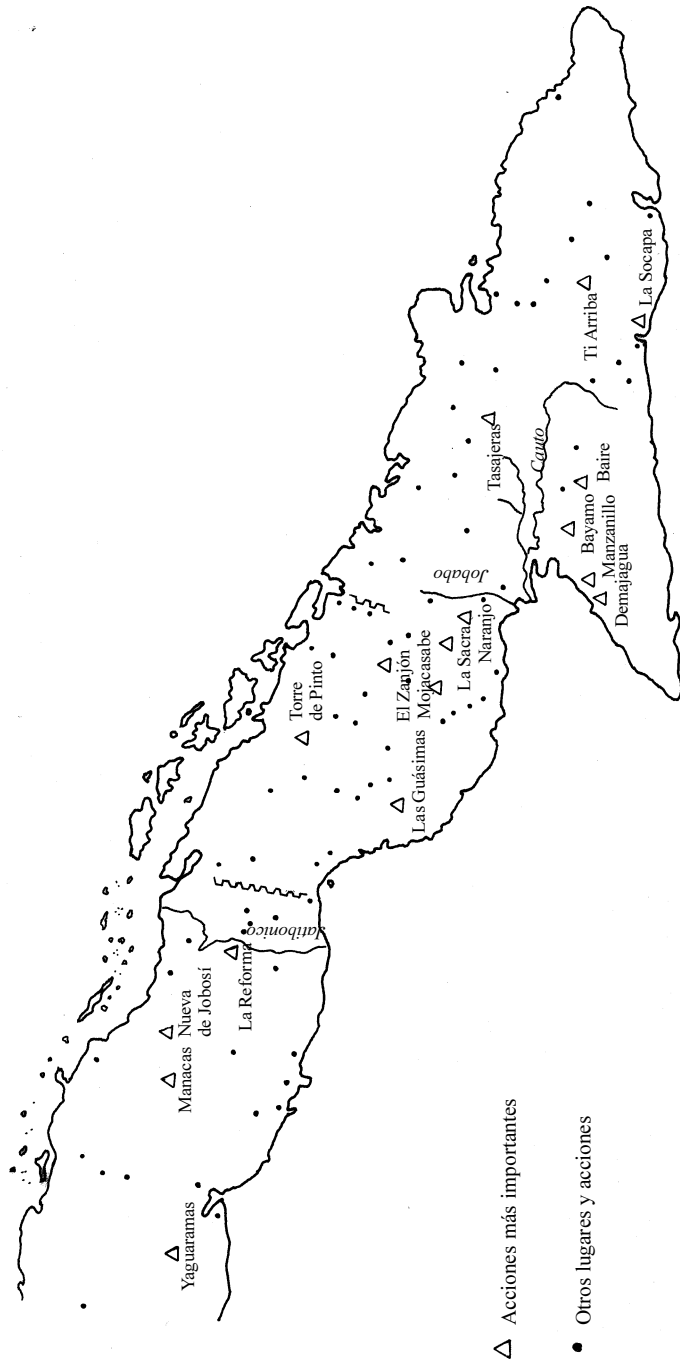 Yaguaramas
Manacas
Nueva
de Jobosí
La Reforma
Jatibonico
Torre
de Pinto
Las Guásimas
El Zanjón
Mojacasabe
La Sacra
Naranjo
Jobabo
Tasajeras
Cauto
Bayamo
Manzanillo
Demajagua
Baire
Ti Arriba
La Socapa
Acciones más importantes
Otros lugares y acciones